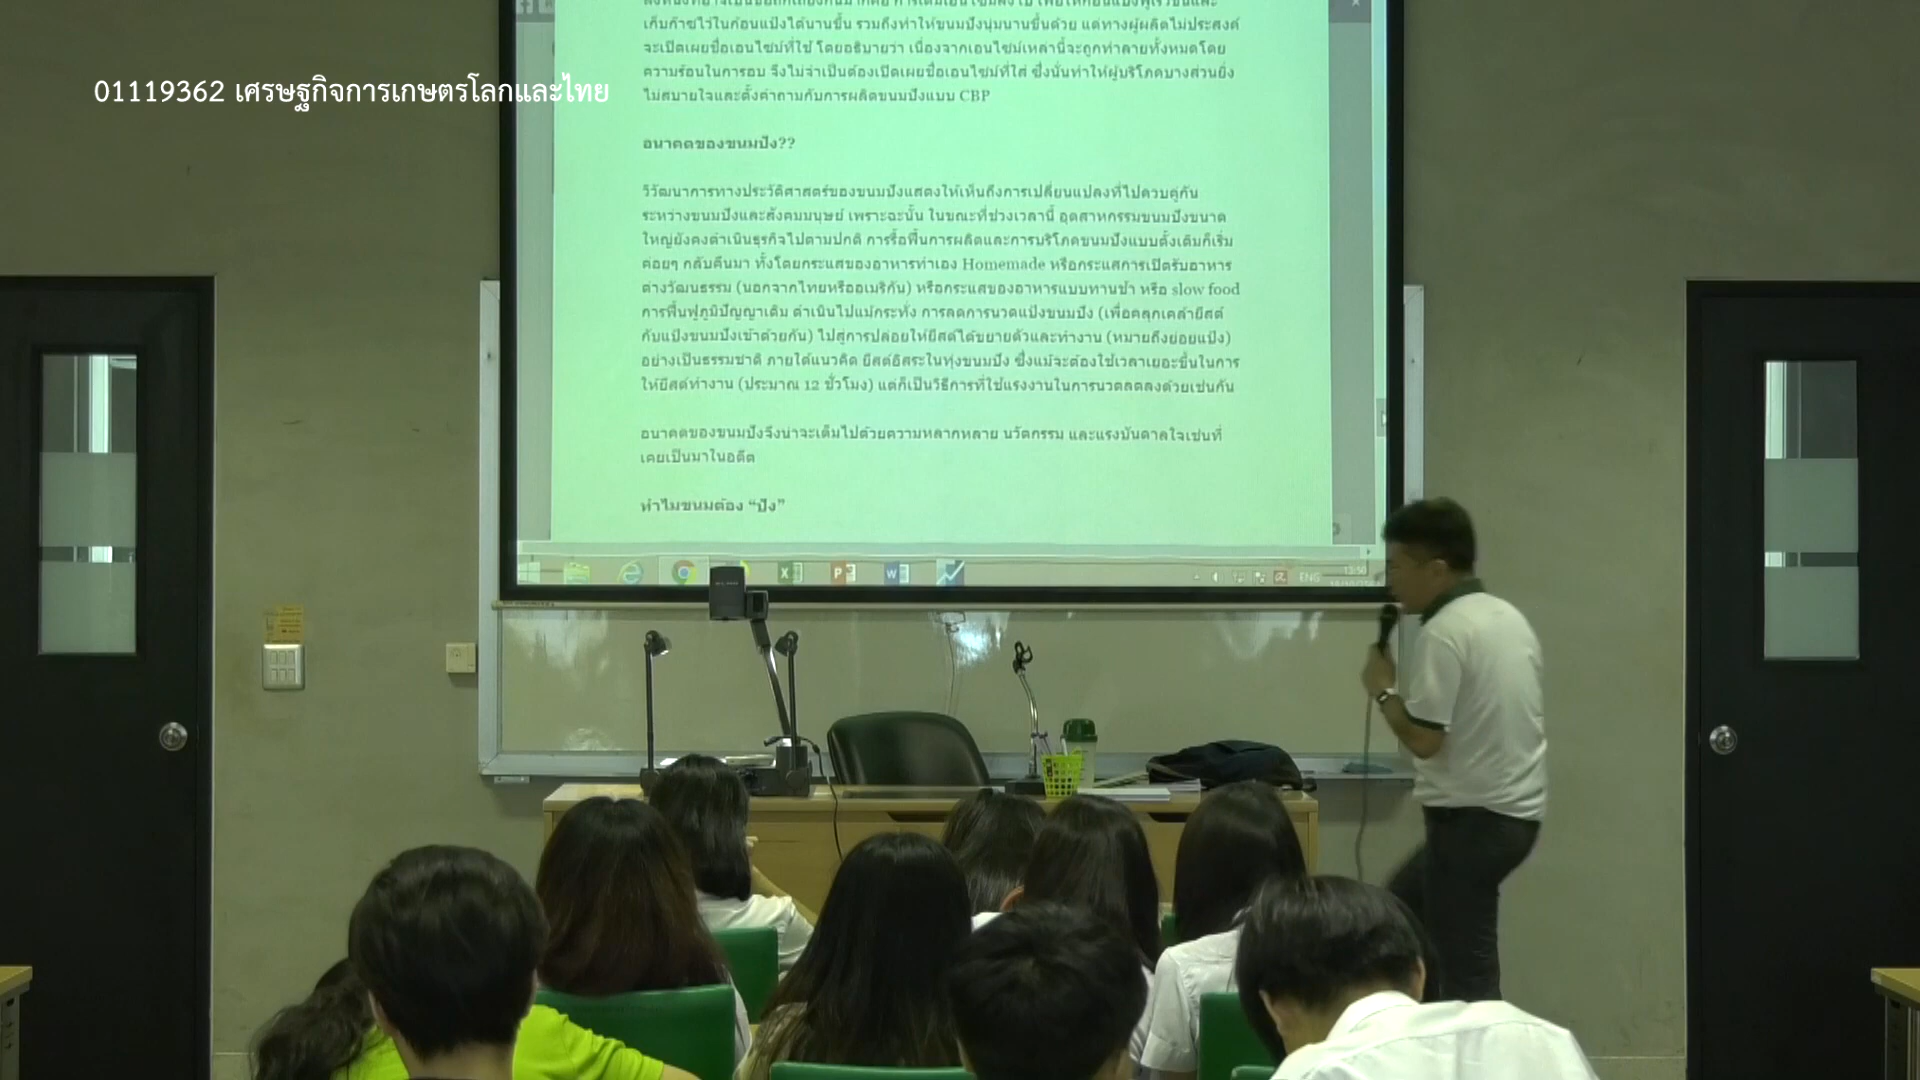 01119362 เศรษฐกิจการเกษตรโลกและไทย
เก็บก๊าซไว้ในก้อนแป้งได้นานขึ้น รวมถึงทำให้ขนมปังนุ่มนานขึ้นด้วย แต่ทางผู้ผลิตไม่ประสงค์
จะเปิดเผยชื่อเอนไซม์ที่ใช้ โดยอธิบายว่า เนื่องจากเอนไซม์เหล่านี้จะถูกทำลายทั้งหมดโดย
ความร้อนในการอบ จึงไม่จำเป็นต้องเปิดเผยชื่อเอนไซม์ที่ใส่ ซึ่งนั่นทำให้ผู้บริโภคบางส่วนยิ่ง
ไม่สบายใจและตั้งคำถามกับการผลิตขนมปังแบบ CBP
อนาคตของขนมปัง??
วิวัฒนาการทางประวัติศาสตร์ของขนมปังแสดงให้เห็นถึงการเปลี่ยนแปลงที่ไปควบคู่กัน
ระหว่างขนมปังและสังคมมนุษย์ เพราะฉะนั้น ในขณะที่ช่วงเวลานี้ อุตสาหกรรมขนมปังขนาด
ใหญ่ยังคงดำเนินธุรกิจไปตามปกติ การรื้อฟื้นการผลิตและการบริโภคขนมปังแบบดั้งเดิมก็เริ่ม
ค่อยๆ กลับคืนมา ทั้งโดยกระแสของอาหารทำเอง Homemade หรือกระแสการเปิดรับอาหาร
ต่างวัฒนธรรม (นอกจากไทยหรืออเมริกัน) หรือกระแสของอาหารแบบทานช้า หรือ slow food
การฟื้นฟูภูมิปัญญาเดิม ดำเนินไปแม้กระทั่ง การลดการนวดแป้งขนมปัง (เพื่อคลุกเคล้ายีสต์
กับแป้งขนมปังเข้าด้วยกัน) ไปสู่การปล่อยให้ยีสต์ได้ขยายตัวและทำงาน (หมายถึงย่อยแป้ง)
อย่างเป็นธรรมชาติ ภายใต้แนวคิด ยีสต์อิสระในทุ่งขนมปัง ซึ่งแม้จะต้องใช้เวลาเยอะขึ้นในการ
ให้ยีสต์ทำงาน (ประมาณ 12 ชั่วโมง) แต่ก็เป็นวิธีการที่ใช้แรงงานในการนวดลดลงด้วยเช่นกัน
อนาคตของขนมปังจึงน่าจะเต็มไปด้วยความหลากหลาย นวัตกรรม และแรงบันดาลใจเช่นที่
เคยเป็นมาในอดีต
ทำไมขนมต้อง “ปัง”
ENG
13:50